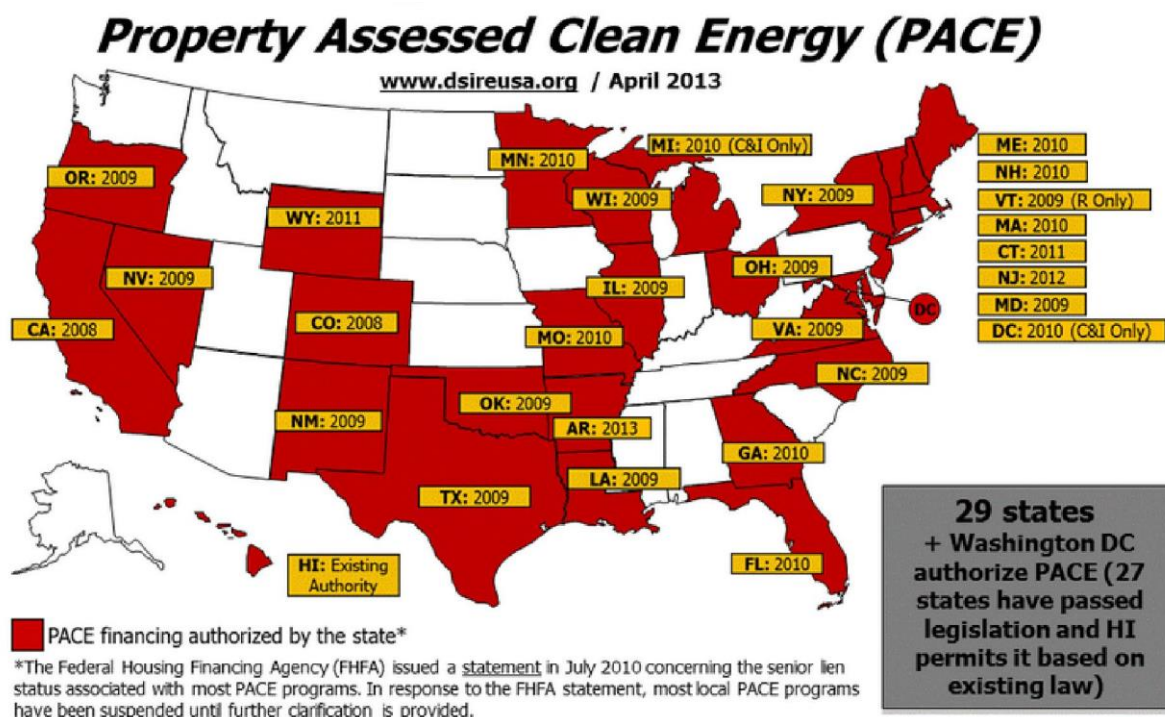 Property Assessed Clean Energy (PACE)
www.dsireusa.org / April 2013
OR: 2009
WY: 2011
NV: 2009
CA: 2008
CO: 2008
NM: 2009
MN: 2010
MI: 2010 (C&I Only)
WI: 2009
NY: 2009
IL: 2009
OH: 2009
MO: 2010
VA: 2009
NC: 2009
OK: 2009
AR: 2013
GA: 2010
LA: 2009
TX: 2009
FL: 2010
HI: Existing
Authority
ME: 2010
NH: 2010
VT: 2009 (R Only)
MA: 2010
CT: 2011
NJ: 2012
MD: 2009
DC: 2010 (C&I Only)
DC
29 states
+ Washington DC
authorize PACE (27
states have passed
legislation and HI
permits it based on
existing law)
PACE financing authorized by the state*
*The Federal Housing Financing Agency (FHFA) issued a statement in July 2010 concerning the senior lien
status associated with most PACE programs. In response to the FHFA statement, most local PACE programs
have been suspended until further clarification is provided.